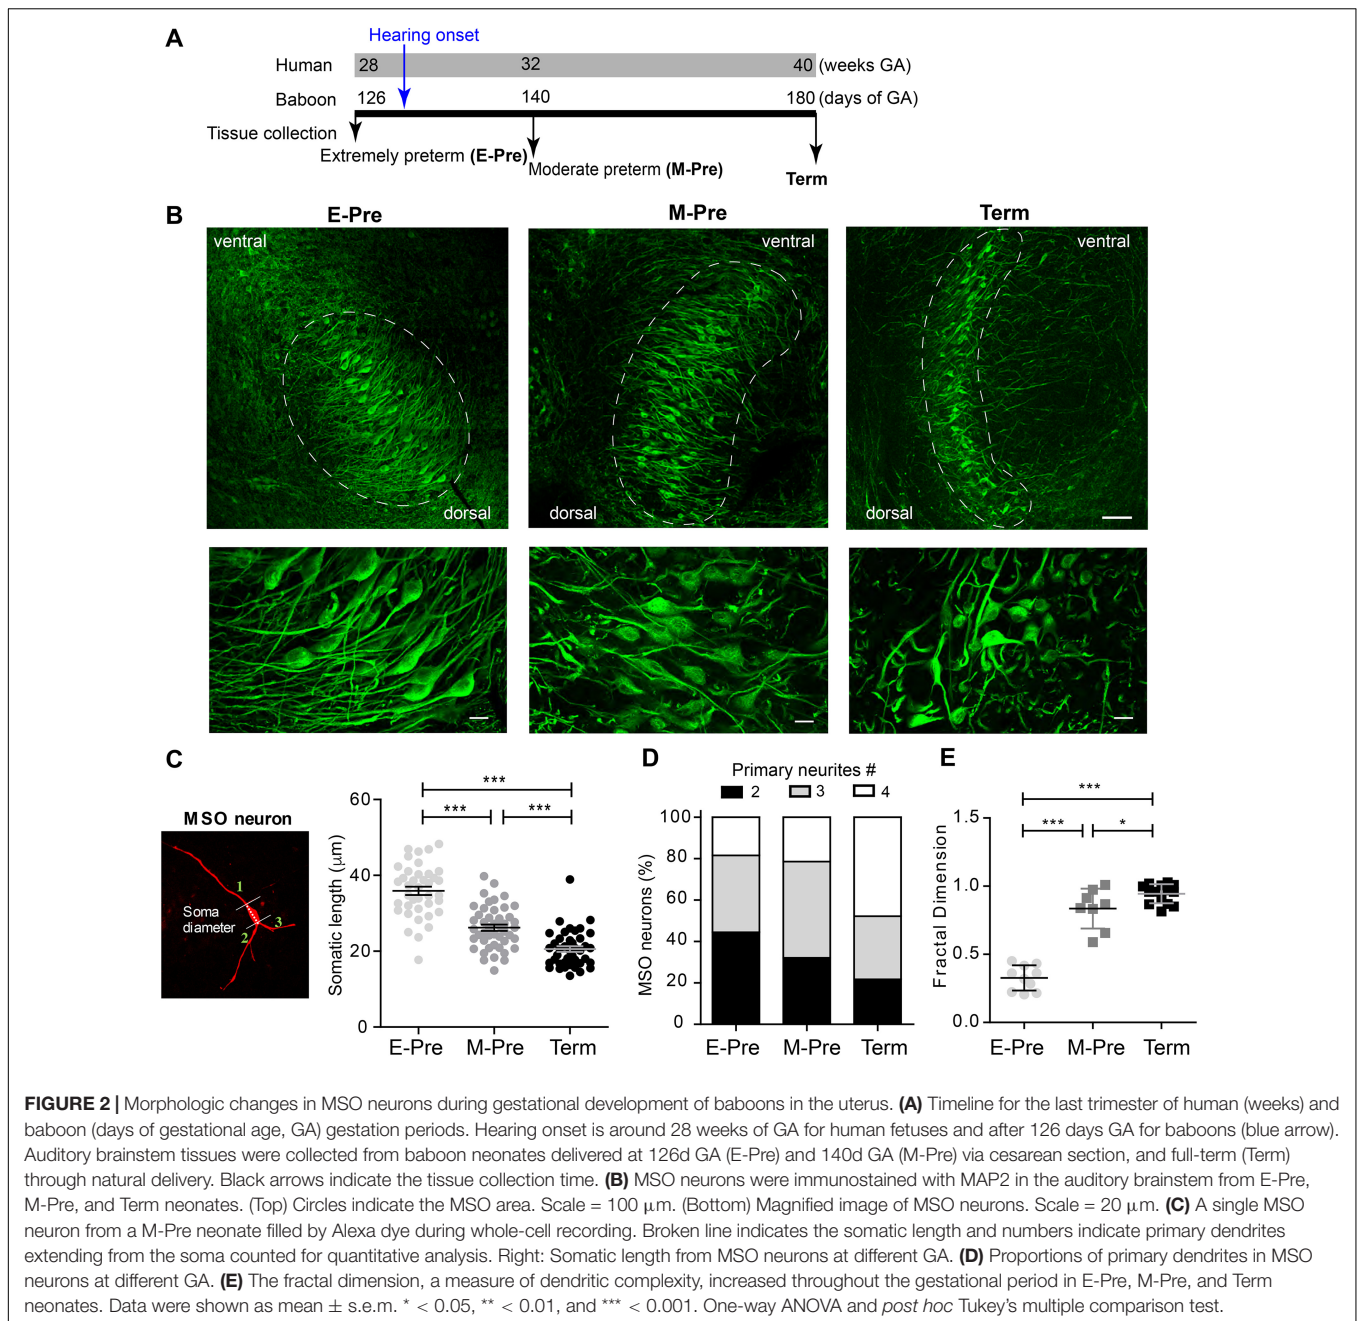 A
Hearing onset
Human 28 32 40 (weeks GA)
Baboon 126 140 180 (days of GA)
Tissue collection
Extremely preterm (E-Pre)
Moderate preterm (M-Pre)
Term
B
E-Pre M-Pre Term
ventral ventral ventral
dorsal dorsal dorsal
C
MSO neuron
1
Soma
diameter
2
3
*** 
*** ***
Somatic length (μm)
60
40
20
0
E-Pre M-Pre Term
D
Primary neurites #
2 3 4
MSO neurons (%)
100
80
60
40
20
0
E-Pre M-Pre Term
E
***
*** *
Fractal Dimension
1.5
1.0
0.5
0.0
E-Pre M-Pre Term
FIGURE 2 | Morphologic changes in MSO neurons during gestational development of baboons in the uterus. (A) Timeline for the last trimester of human (weeks) and
baboon (days of gestational age, GA) gestation periods. Hearing onset is around 28 weeks of GA for human fetuses and after 126 days GA for baboons (blue arrow).
Auditory brainstem tissues were collected from baboon neonates delivered at 126d GA (E-Pre) and 140d GA (M-Pre) via cesarean section, and full-term (Term)
through natural delivery. Black arrows indicate the tissue collection time. (B) MSO neurons were immunostained with MAP2 in the auditory brainstem from E-Pre,
M-Pre, and Term neonates. (Top) Circles indicate the MSO area. Scale = 100 μm. (Bottom) Magnified image of MSO neurons. Scale = 20 μm. (C) A single MSO
neuron from a M-Pre neonate filled by Alexa dye during whole-cell recording. Broken line indicates the somatic length and numbers indicate primary dendrites
extending from the soma counted for quantitative analysis. Right: Somatic length from MSO neurons at different GA. (D) Proportions of primary dendrites in MSO
neurons at different GA. (E) The fractal dimension, a measure of dendritic complexity, increased throughout the gestational period in E-Pre, M-Pre, and Term
neonates. Data were shown as mean ± s.e.m. * < 0.05, ** < 0.01, and *** < 0.001. One-way ANOVA and post hoc Tukey's multiple comparison test.